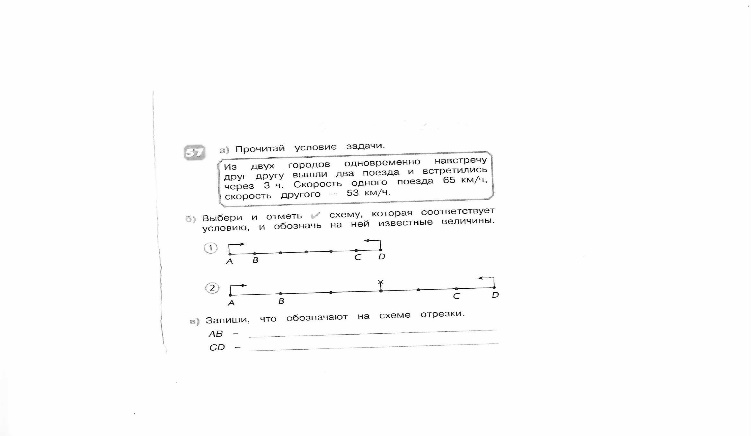 57 а) Прочитай условие задачи.
Из двух городов одновременно навстречу
друг другу вышли два поезда и встретились
через 3 ч. Скорость одного поезда 65 км/ч,
скорость другого — 53 км/ч.
б) Выбери и отметь ✓ схему, которая соответствует
условию, и обозначь на ней известные величины.
1
A B C D
2
A B C D
в) Запиши, что обозначают на схеме отрезки.
AB –
CD –